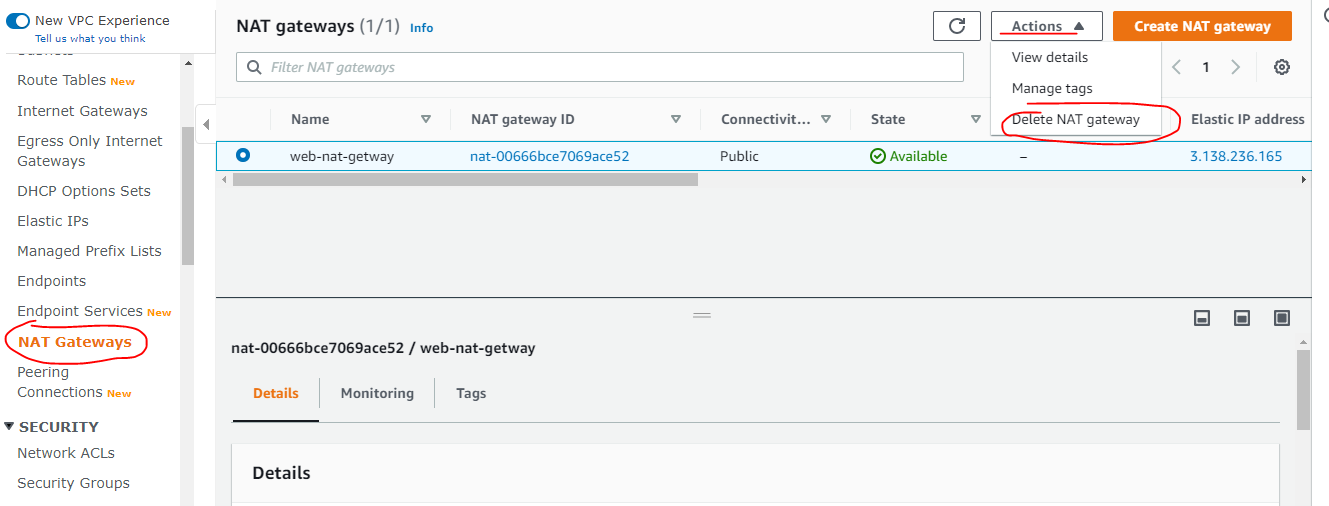 New VPC Experience
Tell us what you think
Route Tables New
Internet Gateways
Egress Only Internet
Gateways
DHCP Options Sets
Elastic IPs
Managed Prefix Lists
Endpoints
Endpoint Services New
NAT Gateways
Peering
Connections New
SECURITY
Network ACLs
Security Groups
NAT gateways (1/1) Info
Actions
Create NAT gateway
Filter NAT gateways
View details
Manage tags
Delete NAT gateway
1
Name NAT gateway ID Connectivit... State Elastic IP address
web-nat-getway nat-00666bce7069ace52 Public Available – 3.138.236.165
nat-00666bce7069ace52 / web-nat-getway
Details Monitoring Tags
Details